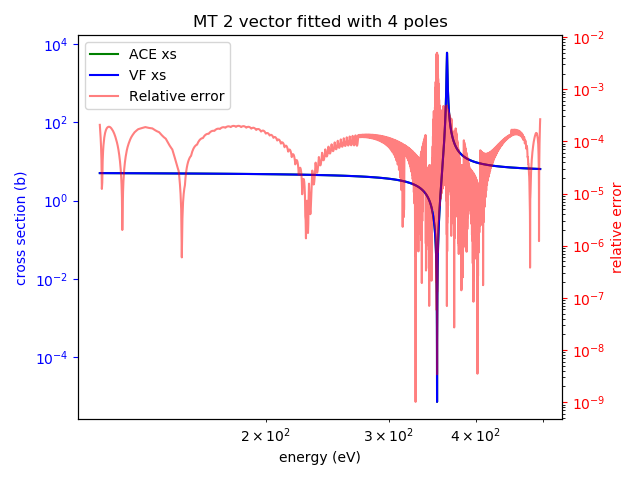 MT 2 vector fitted with 4 poles
ACE xs
VF xs
Relative error
cross section (b)
10^4
10^2
10^0
10^-2
10^-4
relative error
10^-2
10^-3
10^-4
10^-5
10^-6
10^-7
10^-8
10^-9
2 × 10^2
3 × 10^2
4 × 10^2
energy (eV)